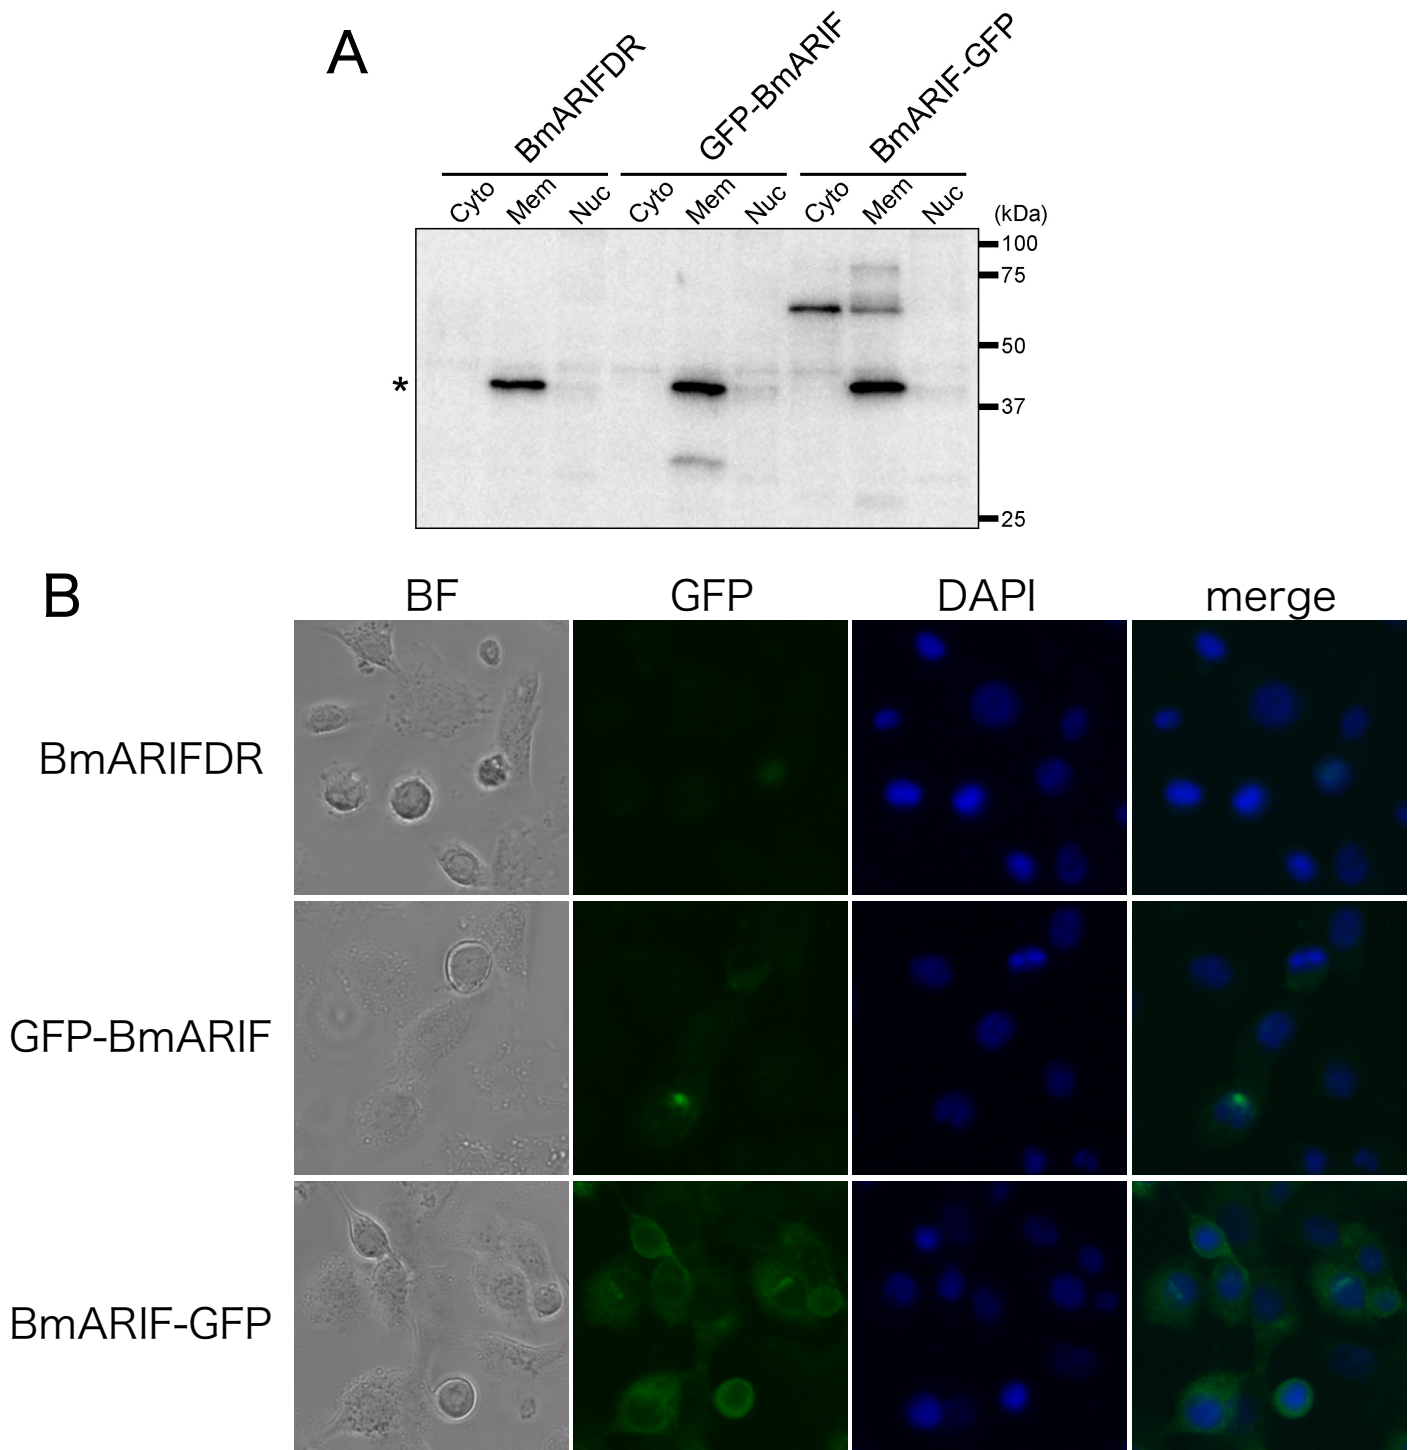 A
BmARIFDR GFP-BmARIF BmARIF-GFP
Cyto Mem Nuc Cyto Mem Nuc Cyto Mem Nuc (kDa)
100
75
50
*
37
25
B
BF GFP DAPI merge
BmARIFDR
GFP-BmARIF
BmARIF-GFP